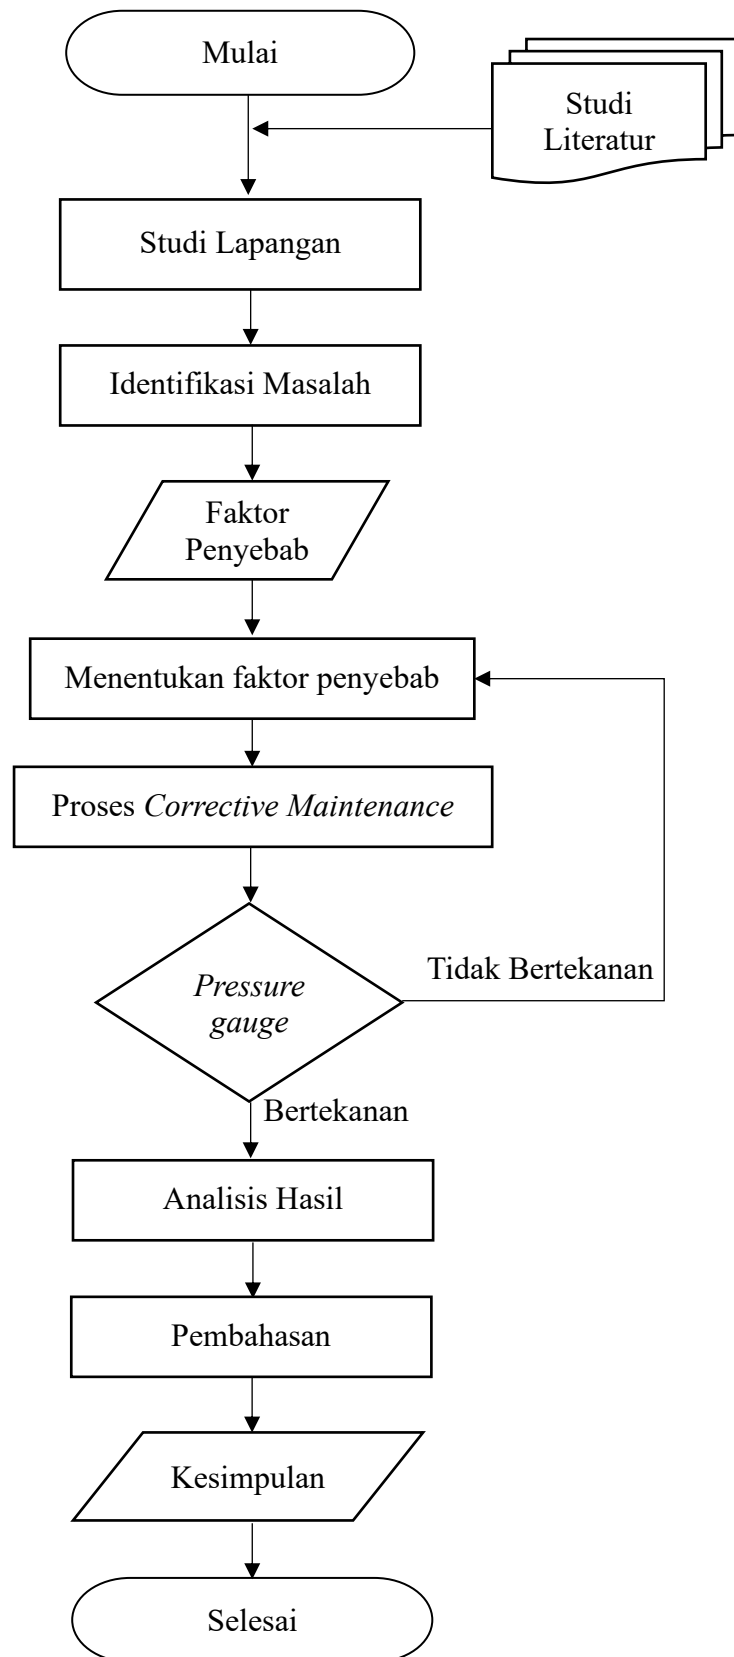 Mulai
Studi
Literatur
Studi Lapangan
Identifikasi Masalah
Faktor
Penyebab
Menentukan faktor penyebab
Proses Corrective Maintenance
Pressure
gauge
Tidak Bertekanan
Bertekanan
Analisis Hasil
Pembahasan
Kesimpulan
Selesai